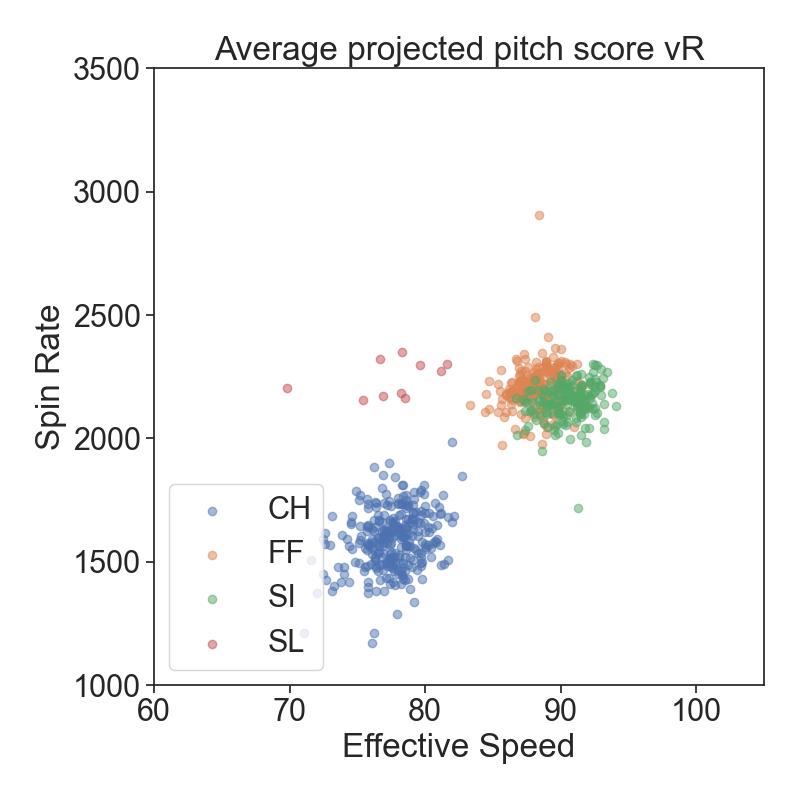 Average projected pitch score vR
3500
3000
2500
2000
1500
1000
Spin Rate
CH
FF
SI
SL
60 70 80 90 100
Effective Speed